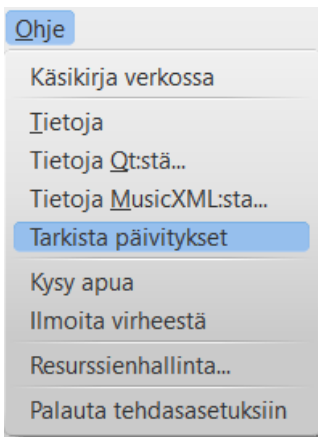 Ohje
Käsikirja verkossa
Tietoja
Tietoja Qt:stä...
Tietoja MusicXML:sta...
Tarkista päivitykset
Kysy apua
Ilmoita virheestä
Resurssienhallinta...
Palauta tehdasasetuksiin